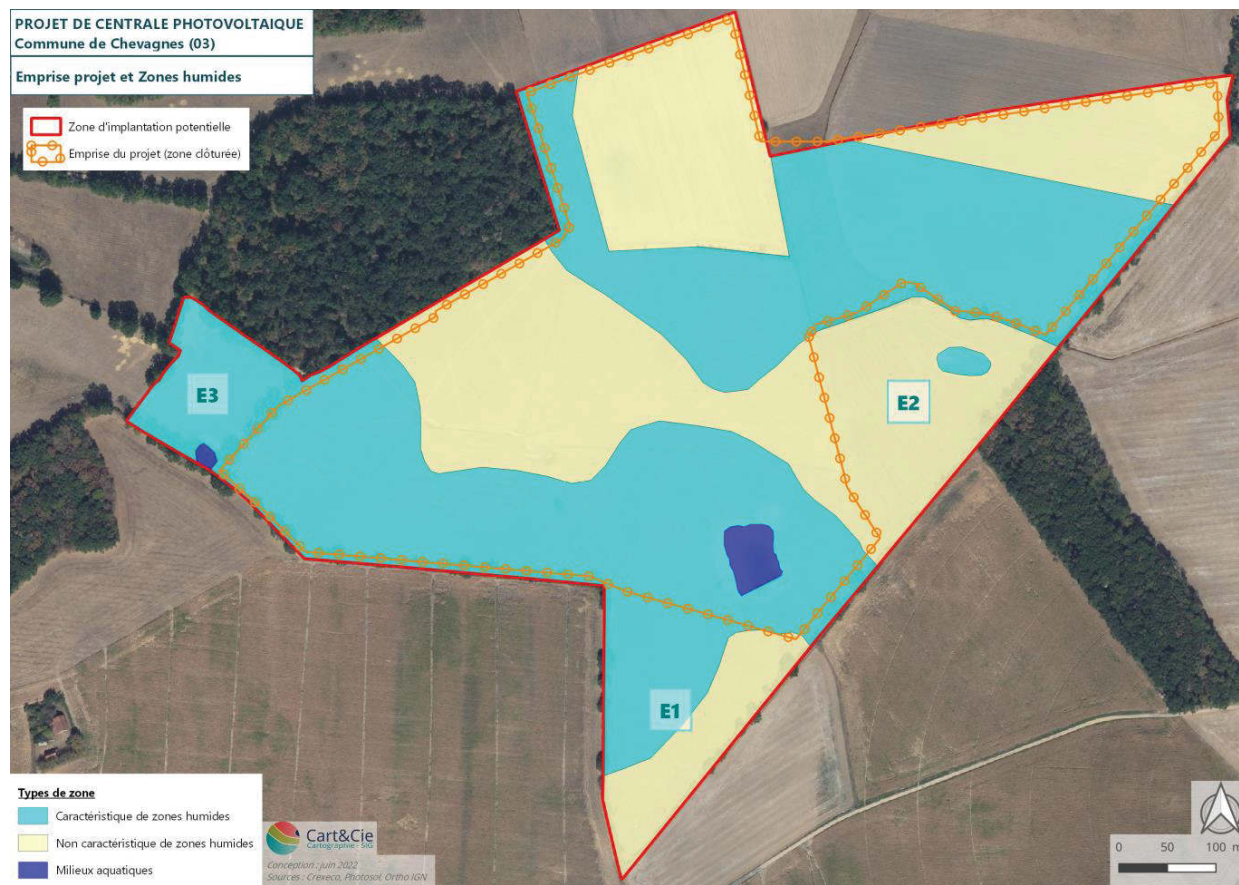 PROJET DE CENTRALE PHOTOVOLTAIQUE
Commune de Chevagnes (03)
Emprise projet et Zones humides
Zone d'implantation potentielle
Emprise du projet (zone clôturée)
E3
E2
E1
Types de zone
Caractéristique de zones humides
Non caractéristique de zones humides
Milieux aquatiques
Cart&Cie
Cartographie - SIG
Conception : juin 2022
Sources : Crexeco, Photosol, Ortho IGN
0 50 100 m